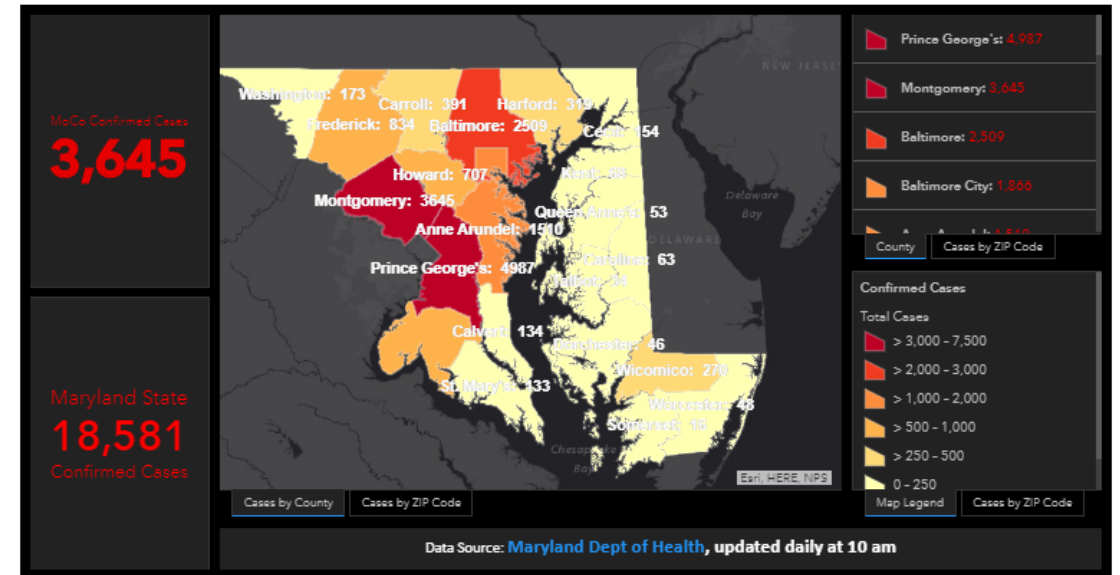 MoCo Confirmed Cases
3,645
Maryland State
18,581
Confirmed Cases
NEW JERSE
Washington: 173
Carroll: 391
Harford: 319
Frederick: 834
Baltimore: 2509
Cecil: 154
Howard: 707
Kent:
Montgomery: 3645
Delaware
Bay
Queen Anne's: 53
Anne Arundel: 1510
DELAWARE
Caroline: 63
Prince George's: 4987
Talbot:
Calvert: 134
Dorchester: 46
Wicomico: 270
St. Mary's: 133
Worcester: 43
Somerset: 16
Chesapeake
Bay
Esri, HERE, NPS
Cases by County
Cases by ZIP Code
Prince George's: 4,987
Montgomery: 3,645
Baltimore: 2,509
Baltimore City: 1,866
County
Cases by ZIP Code
Confirmed Cases
Total Cases
> 3,000 - 7,500
> 2,000 - 3,000
> 1,000 - 2,000
> 500 - 1,000
> 250 - 500
0 - 250
Map Legend
Cases by ZIP Code
Data Source: Maryland Dept of Health, updated daily at 10 am